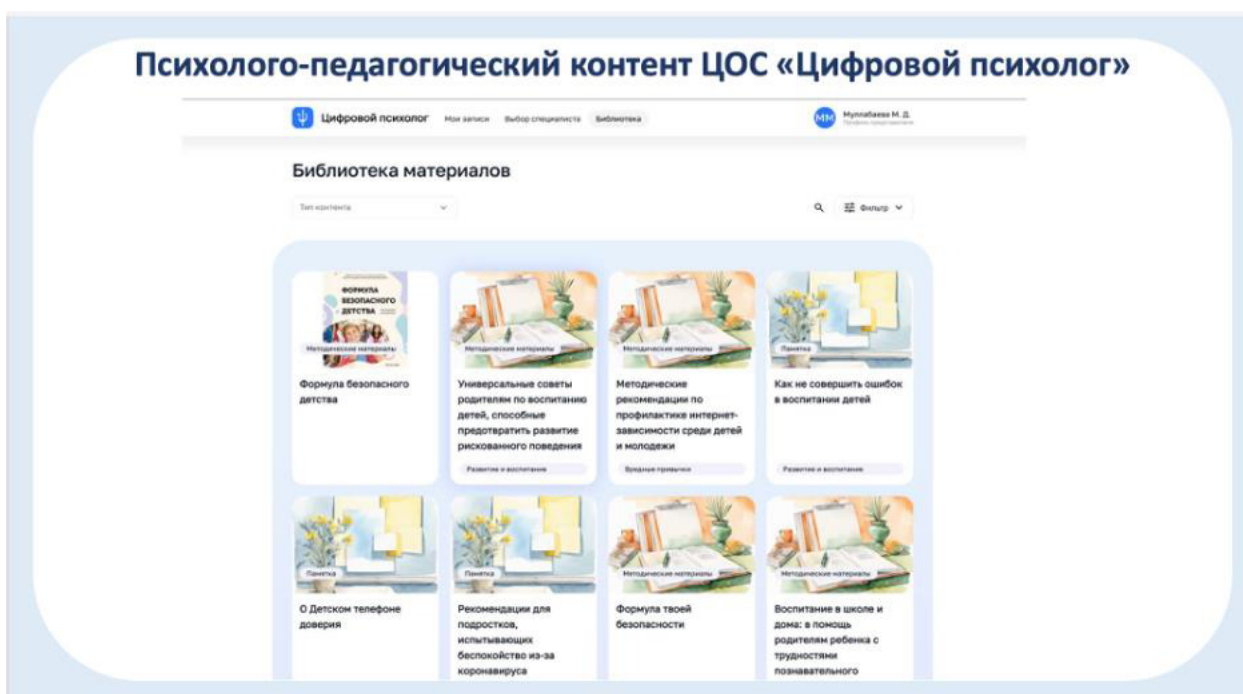 Психолого-педагогический контент ЦОС «Цифровой психолог»
Цифровой психолог Мои записи Выбор специалиста Библиотека
ММ Муллабаева М. Д.
Библиотека материалов
Тип контента
Фильтр
ФОРМУЛА
БЕЗОПАСНОГО
ДЕТСТВА
Методические материалы
Формула безопасного
детства
Методические материалы
Универсальные советы
родителям по воспитанию
детей, способные
предотвратить развитие
рискованного поведения
Развитие и воспитание
Методические материалы
Методические
рекомендации по
профилактике интернет-
зависимости среди детей
и молодежи
Вредные привычки
Памятка
Как не совершить ошибок
в воспитании детей
Развитие и воспитание
Памятка
О Детском телефоне
доверия
Памятка
Рекомендации для
подростков,
испытывающих
беспокойство из-за
коронавируса
Методические материалы
Формула твоей
безопасности
Методические материалы
Воспитание в школе и
дома: в помощь
родителям ребенка с
трудностями
познавательного